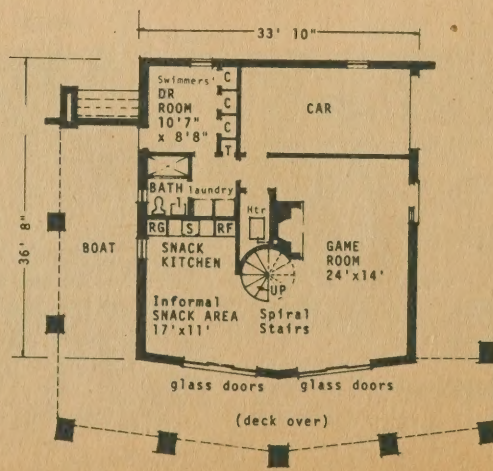 33' 10"
Swimmers'
DR
ROOM
10'7"
x 8'8"
C
C
C
T
CAR
36' 8"
BATH
laundry
RG
S
RF
Htr
BOAT
SNACK
KITCHEN
GAME
ROOM
24'x14'
UP
Informal
SNACK AREA
17'x11'
Spiral
Stairs
glass doors
glass doors
(deck over)